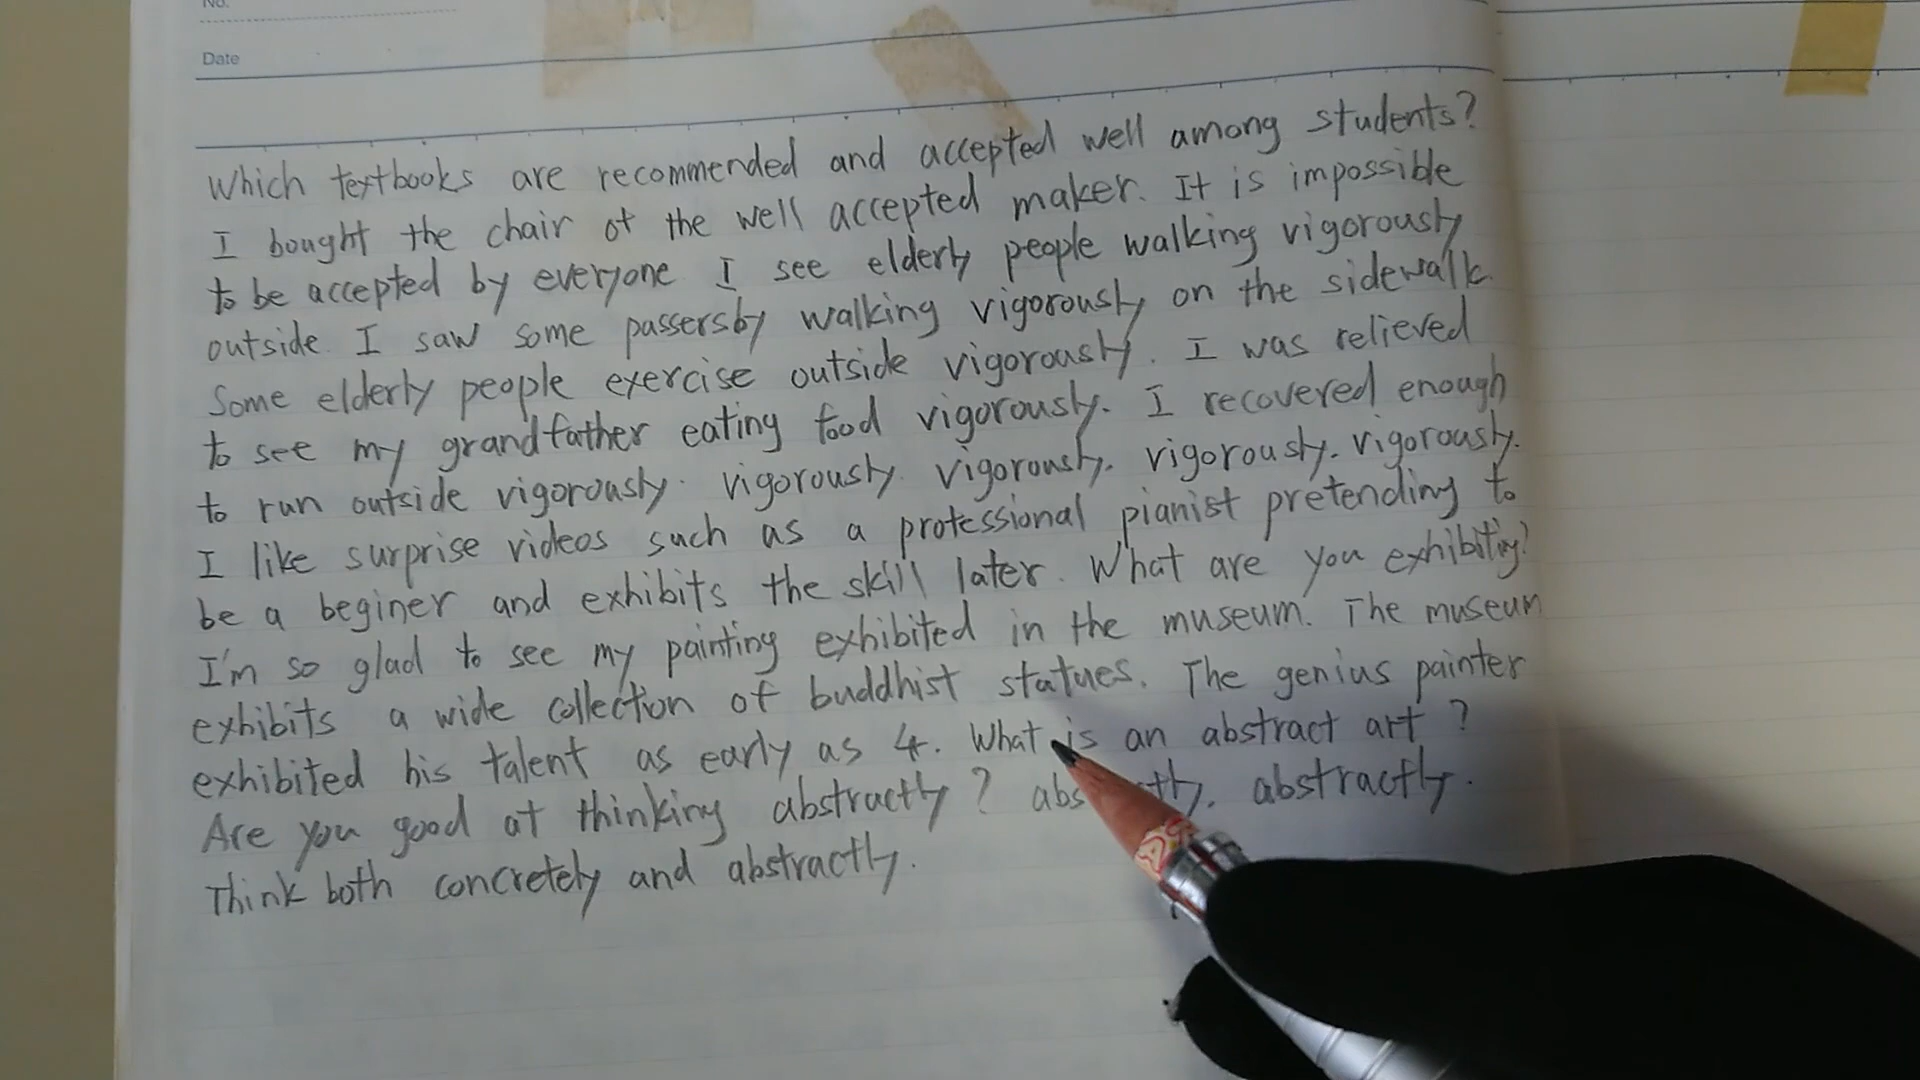 No.
Date
Which textbooks are recommended and accepted well among students?
I bought the chair of the well accepted maker. It is impossible
to be accepted by everyone I see elderly people walking vigorously
outside. I saw some passersby walking vigorously on the sidewalk.
Some elderly people exercise outside vigorously. I was relieved
to see my grandfather eating food vigorously. I recovered enough
to run outside vigorously. vigorously. vigorously. vigorously. vigorously.
I like surprise videos such as a professional pianist pretending to
be a beginer and exhibits the skill later. What are you exhibiting?
I'm so glad to see my painting exhibited in the museum. The museum
exhibits a wide collection of buddhist statues. The genius painter
exhibited his talent as early as 4. What is an abstract art?
Are you good at thinking abstractly? abstractly.
Think both concretely and abstractly.